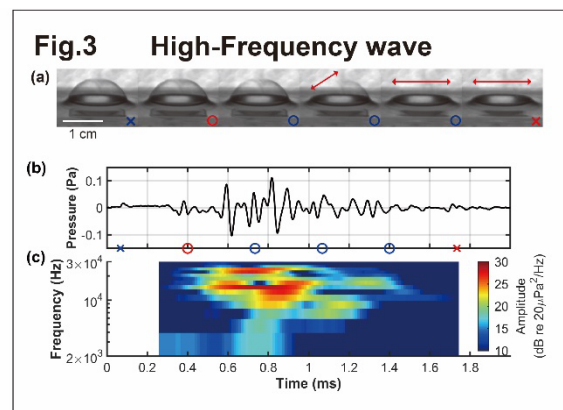 Fig.3 High-Frequency wave
(a)
1 cm
(b)
Pressure (Pa)
0.1
0
-0.1
(c)
Frequency (Hz)
3×10⁴
10⁴
2×10³
0 0.2 0.4 0.6 0.8 1 1.2 1.4 1.6 1.8
Time (ms)
30
25
20
15
10
Amplitude
(dB re 20µPa²/Hz)